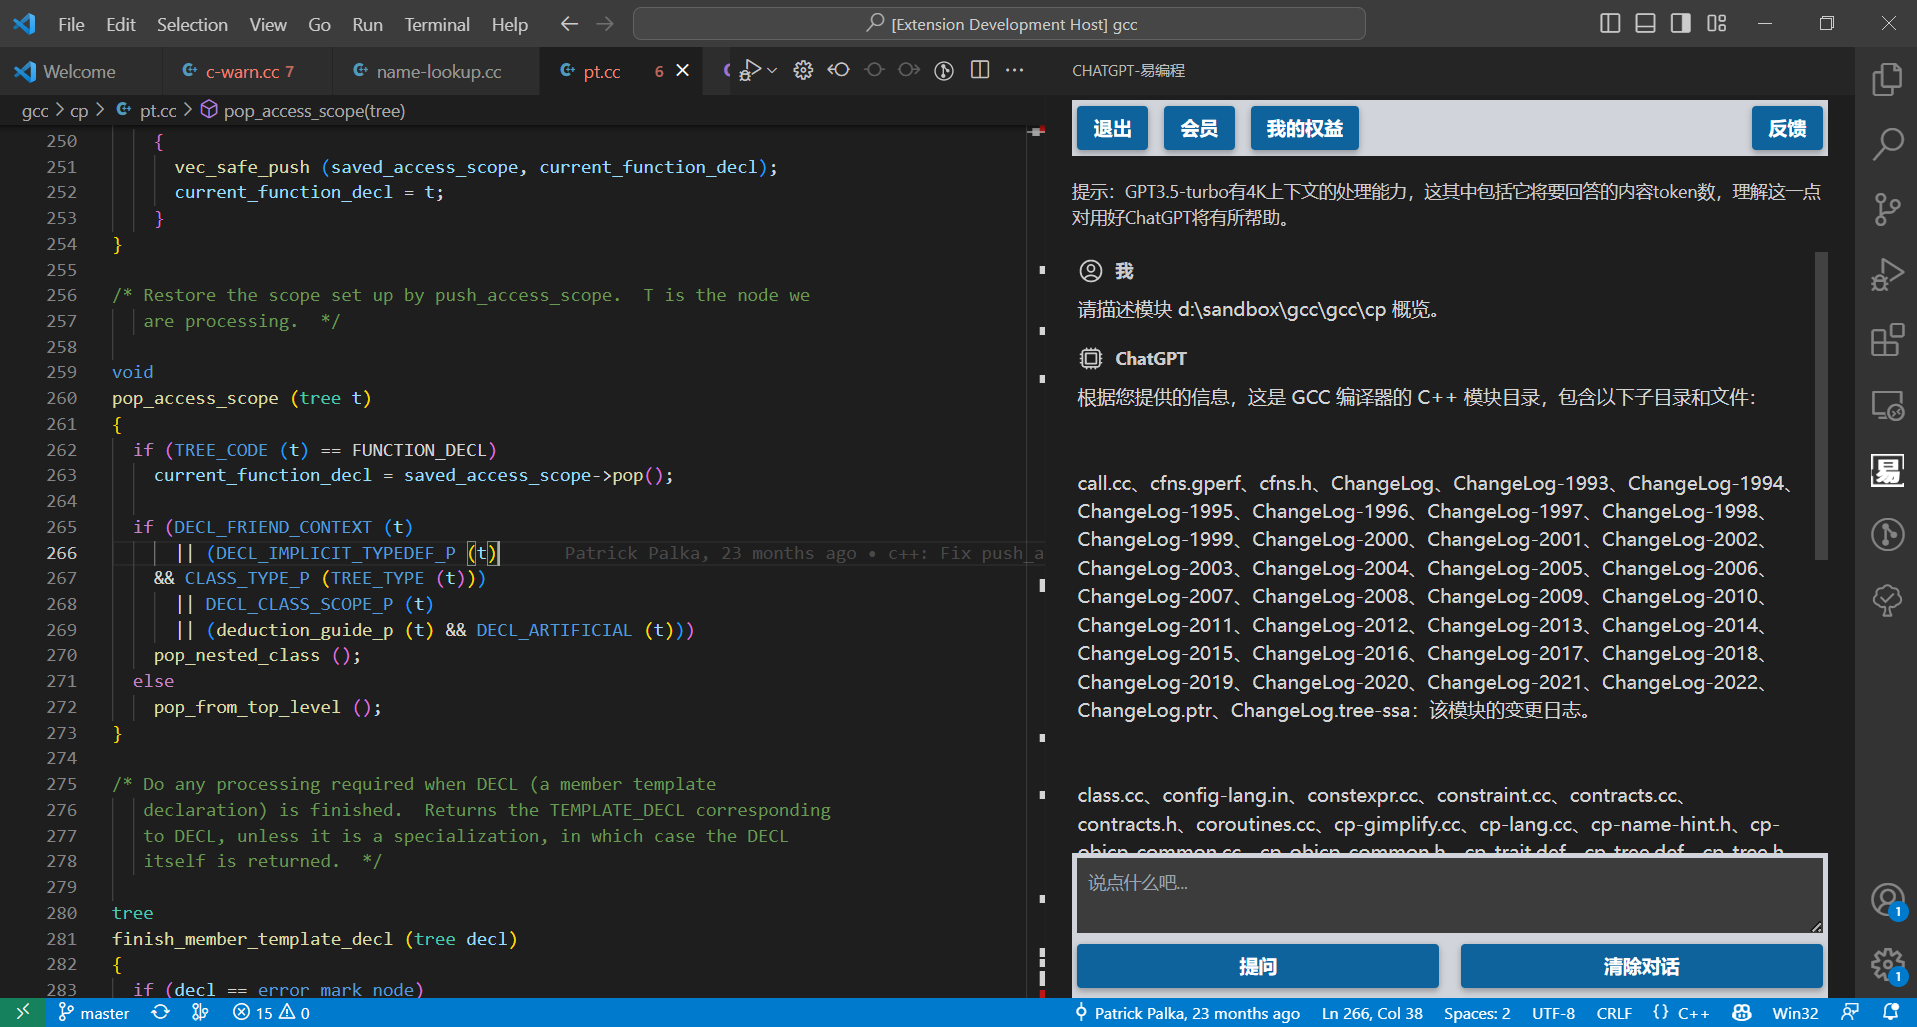 File Edit Selection View Go Run Terminal Help
[Extension Development Host] gcc
Welcome
c-warn.cc 7
name-lookup.cc
pt.cc 6
CHATGPT-易编程
gcc > cp > pt.cc > pop_access_scope(tree)
250 {
251 vec_safe_push (saved_access_scope, current_function_decl);
252 current_function_decl = t;
253 }
254 }
255
256 /* Restore the scope set up by push_access_scope.  T is the node we
257 are processing.  */
258
259 void
260 pop_access_scope (tree t)
261 {
262 if (TREE_CODE (t) == FUNCTION_DECL)
263 current_function_decl = saved_access_scope->pop();
264
265 if (DECL_FRIEND_CONTEXT (t)
266 || (DECL_IMPLICIT_TYPEDEF_P (t) Patrick Palka, 23 months ago • c++: Fix push_a
267 && CLASS_TYPE_P (TREE_TYPE (t)))
268 || DECL_CLASS_SCOPE_P (t)
269 || (deduction_guide_p (t) && DECL_ARTIFICIAL (t)))
270 pop_nested_class ();
271 else
272 pop_from_top_level ();
273 }
274
275 /* Do any processing required when DECL (a member template
276 declaration) is finished.  Returns the TEMPLATE_DECL corresponding
277 to DECL, unless it is a specialization, in which case the DECL
278 itself is returned.  */
279
280 tree
281 finish_member_template_decl (tree decl)
282 {
283 if (decl == error_mark_node)
退出 会员 我的权益 反馈
提示：GPT3.5-turbo有4K上下文的处理能力，这其中包括它将要回答的内容token数，理解这一点
对用好ChatGPT将有所帮助。
我
请描述模块 d:\sandbox\gcc\gcc\cp 概览。
ChatGPT
根据您提供的信息，这是 GCC 编译器的 C++ 模块目录，包含以下子目录和文件：
call.cc、cfns.gperf、cfns.h、ChangeLog、ChangeLog-1993、ChangeLog-1994、
ChangeLog-1995、ChangeLog-1996、ChangeLog-1997、ChangeLog-1998、
ChangeLog-1999、ChangeLog-2000、ChangeLog-2001、ChangeLog-2002、
ChangeLog-2003、ChangeLog-2004、ChangeLog-2005、ChangeLog-2006、
ChangeLog-2007、ChangeLog-2008、ChangeLog-2009、ChangeLog-2010、
ChangeLog-2011、ChangeLog-2012、ChangeLog-2013、ChangeLog-2014、
ChangeLog-2015、ChangeLog-2016、ChangeLog-2017、ChangeLog-2018、
ChangeLog-2019、ChangeLog-2020、ChangeLog-2021、ChangeLog-2022、
ChangeLog.ptr、ChangeLog.tree-ssa：该模块的变更日志。
class.cc、config-lang.in、constexpr.cc、constraint.cc、contracts.cc、
contracts.h、coroutines.cc、cp-gimplify.cc、cp-lang.cc、cp-name-hint.h、cp-
objcp-common.cc、cp-objcp-common.h、cp-trait.def、cp-tree.def、cp-tree.h、
说点什么吧...
提问 清除对话
易
1
1
master
15 0
Patrick Palka, 23 months ago
Ln 266, Col 38
Spaces: 2
UTF-8
CRLF
{} C++
Win32